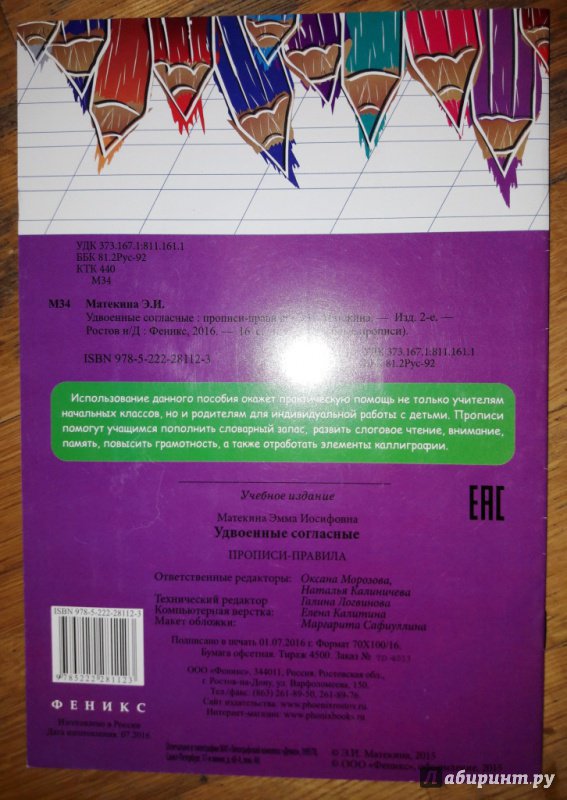 УДК 373.167.1:811.161.1
ББК 81.2Рус-92
КТК 440
М34
М34 Матекина Э.И.
Удвоенные согласные : прописи-прави Матекина. — Изд. 2-е. —
Ростов н/Д : Феникс, 2016. — 16 с. прописи).
ISBN 978-5-222-28112-3
УДК 373.167.1:811.161.1
81.2Рус-92
Использование данного пособия окажет практическую помощь не только учителям
начальных классов, но и родителям для индивидуальной работы с детьми. Прописи
помогут учащимся пополнить словарный запас, развить слоговое чтение, внимание,
память, повысить грамотность, а также отработать элементы каллиграфии.
Учебное издание
ЕАС
Матекина Эмма Иосифовна
Удвоенные согласные
ПРОПИСИ-ПРАВИЛА
Ответственные редакторы: Оксана Морозова,
Наталья Калиничева
Технический редактор Галина Логвинова
Компьютерная верстка: Елена Калитина
Макет обложки: Маргарита Сафиуллина
Подписано в печать 01.07.2016 г. Формат 70X100/16
Бумага офсетная. Тираж 4500. Заказ №
ООО «Феникс», 344011, Россия, Ростовская обл.,
г. Ростов-на-Дону, ул. Варфоломеева, 150.
Тел./факс: (863) 261-89-50, 261-89-76.
Сайт издательства: www.phoenixrostov.ru
Интернет-магазин: www.phoenixbooks.ru
ISBN 978-5-222-28112-3
9785222281123
ФЕНИКС
Изготовлено в России
Дата изготовления 07.2016
© Э.И. Матекина, 2015
© ООО «Феникс», оформление, 2015
Лабиринт.ру